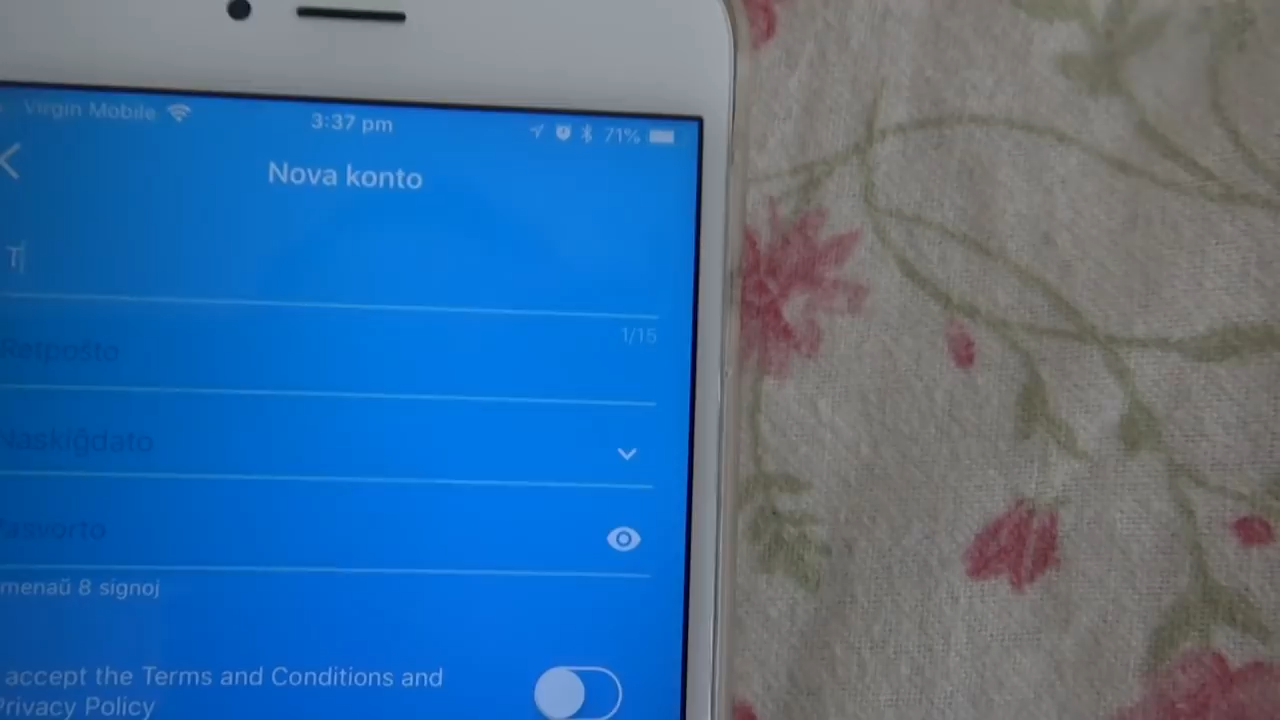 Virgin Mobile 3:37 pm 71%
Nova konto
T
1/15
Retpoŝto
Naskiĝdato
Pasvorto
menaŭ 8 signoj
accept the Terms and Conditions and
Privacy Policy